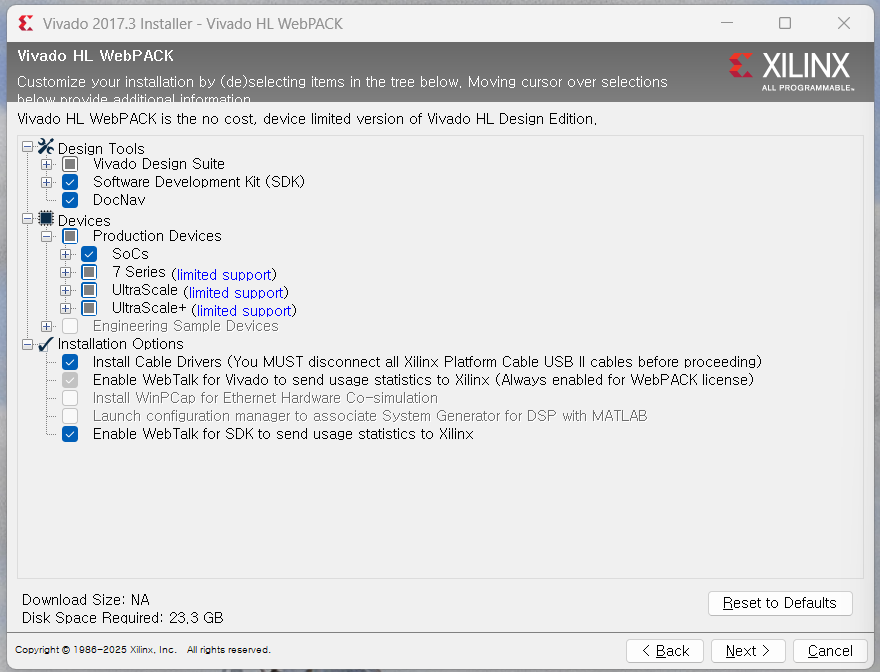 Vivado 2017.3 Installer - Vivado HL WebPACK
Vivado HL WebPACK
Customize your installation by (de)selecting items in the tree below. Moving cursor over selections
below provide additional information.
XILINX
ALL PROGRAMMABLE™
Vivado HL WebPACK is the no cost, device limited version of Vivado HL Design Edition.
Design Tools
Vivado Design Suite
Software Development Kit (SDK)
DocNav
Devices
Production Devices
SoCs
7 Series (limited support)
UltraScale (limited support)
UltraScale+ (limited support)
Engineering Sample Devices
Installation Options
Install Cable Drivers (You MUST disconnect all Xilinx Platform Cable USB II cables before proceeding)
Enable WebTalk for Vivado to send usage statistics to Xilinx (Always enabled for WebPACK license)
Install WinPCap for Ethernet Hardware Co-simulation
Launch configuration manager to associate System Generator for DSP with MATLAB
Enable WebTalk for SDK to send usage statistics to Xilinx
Download Size: NA
Disk Space Required: 23.3 GB
Reset to Defaults
Copyright © 1986-2025 Xilinx, Inc. All rights reserved.
< Back
Next >
Cancel